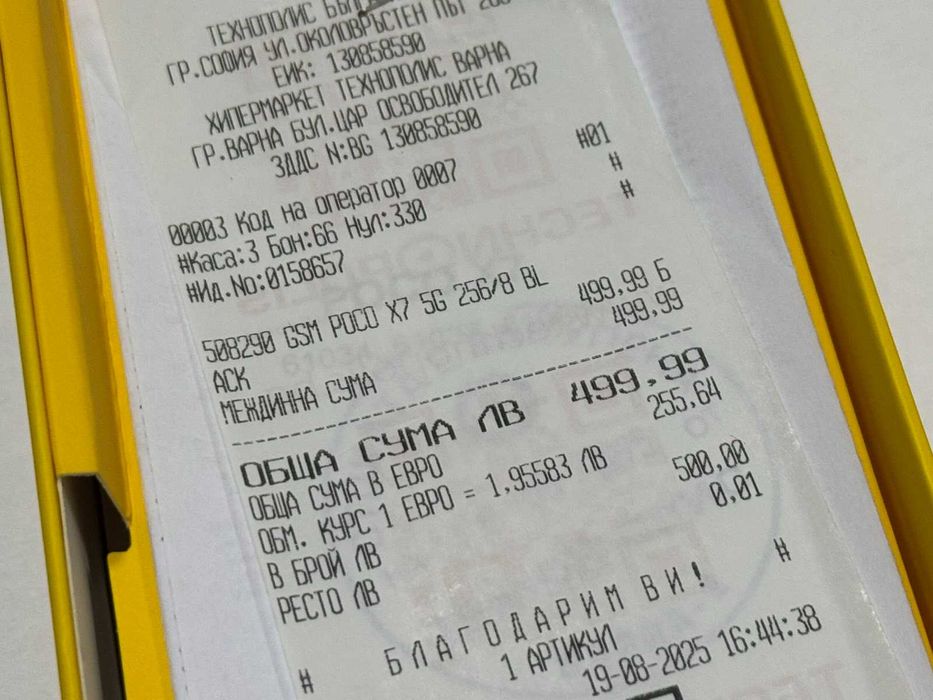 ТЕХНОПОЛИС
ГР.СОФИЯ УЛ.ОКОЛОВРЪСТЕН ПЪТ
ЕИК: 130858590
ХИПЕРМАРКЕТ ТЕХНОПОЛИС ВАРНА
ГР.ВАРНА БУЛ.ЦАР ОСВОБОДИТЕЛ 267
ЗДДС N:BG 130858590
00003 Код на оператор 0007 #01
#Каса:3 Бон:66 Нул:330 #
#Ид.No:0158657 #
508290 GSM POCO X7 5G 256/8 BL 499,99 Б
ACK
МЕЖДИННА СУМА 499,99
ОБЩА СУМА ЛВ 499,99
ОБЩА СУМА В ЕВРО 255,64
ОБМ. КУРС 1 ЕВРО = 1,95583 ЛВ
В БРОЙ ЛВ 500,00
РЕСТО ЛВ 0,01
# БЛАГОДАРИМ ВИ! #
1 АРТИКУЛ
19-08-2025 16:44:38